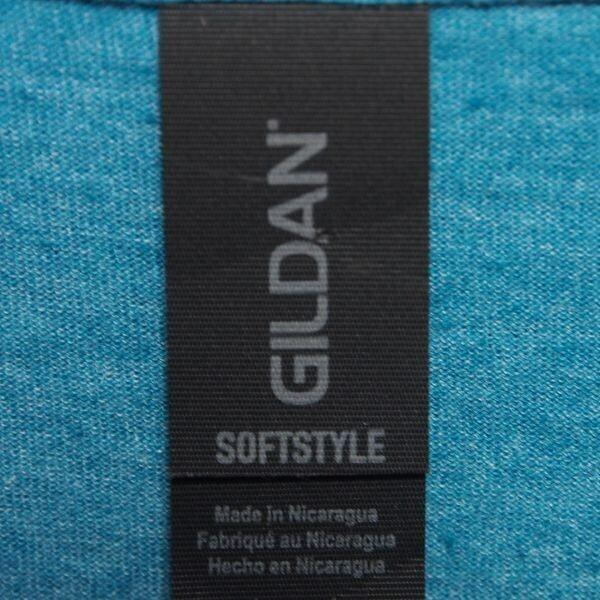 GILDAN®
SOFTSTYLE
Made in Nicaragua
Fabriqué au Nicaragua
Hecho en Nicaragua